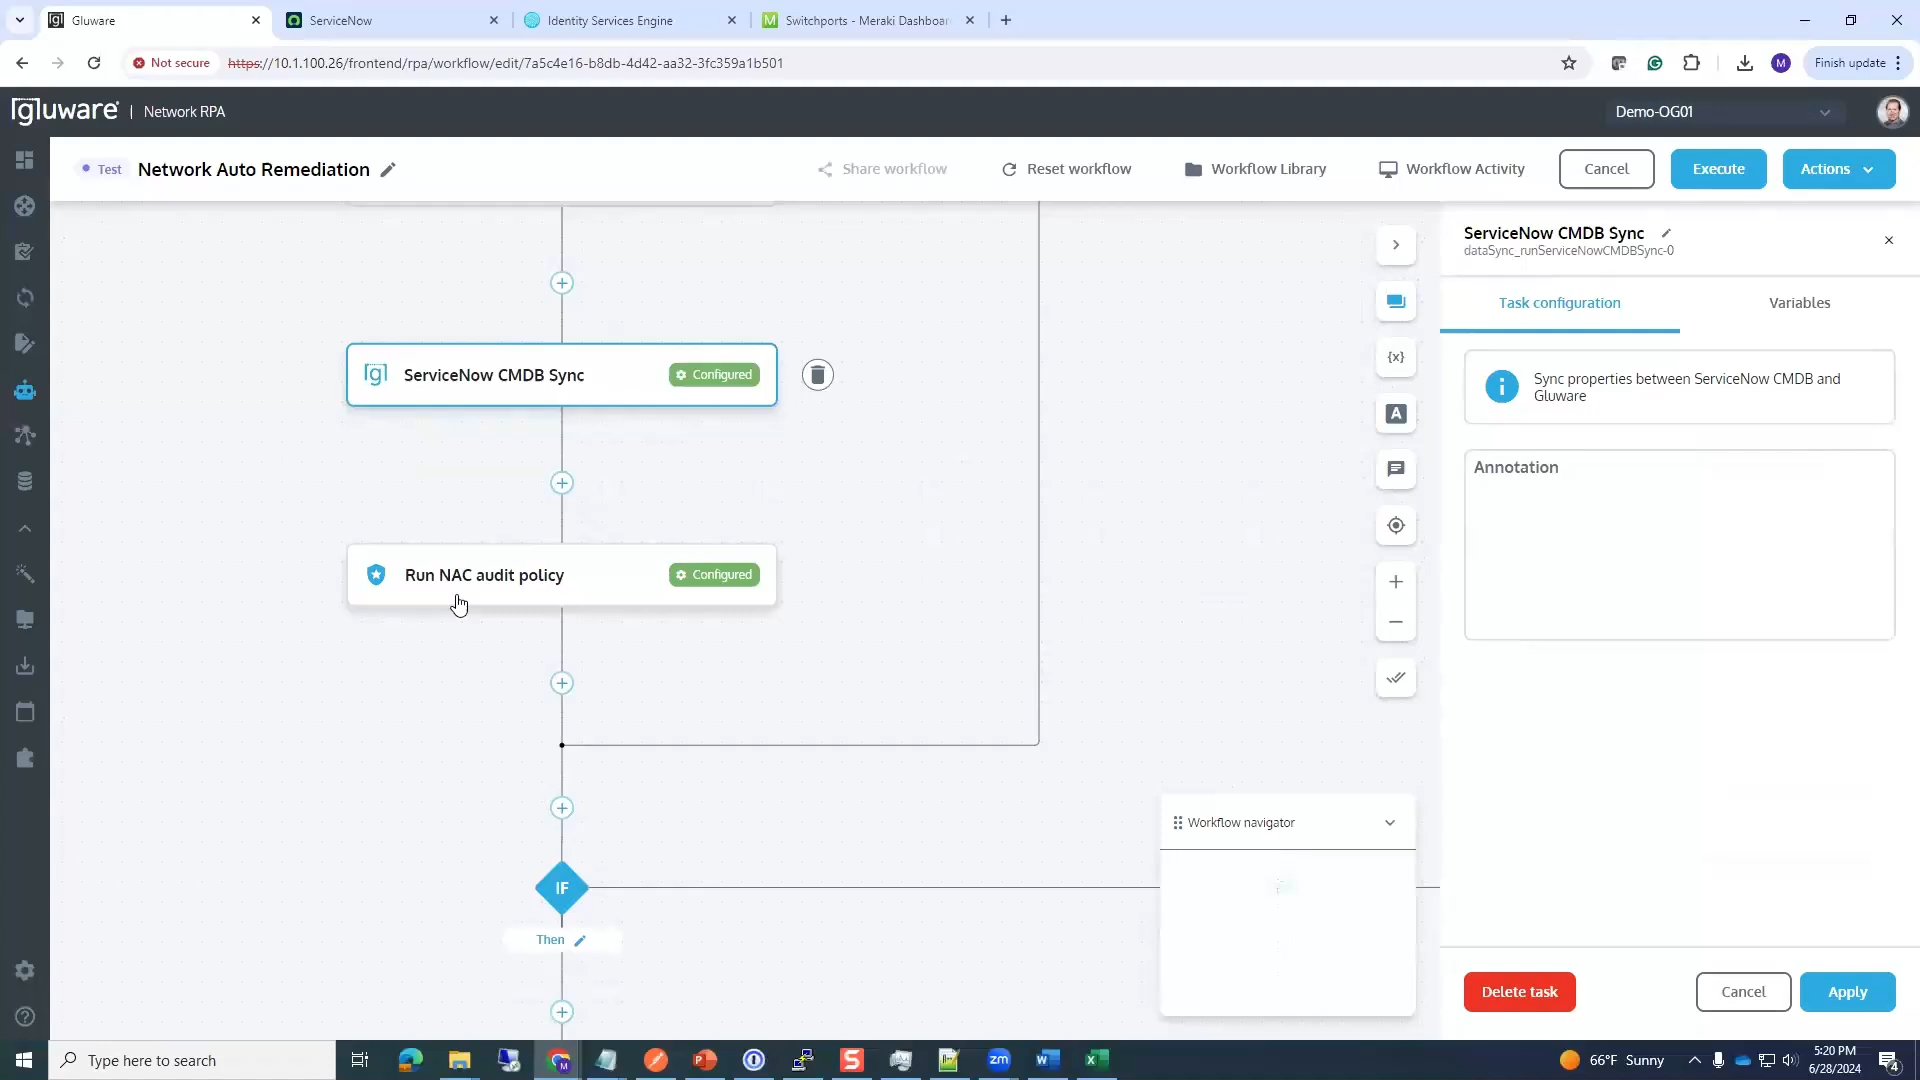 Gluware
ServiceNow
Identity Services Engine
Switchports - Meraki Dashboar
Not secure
https://10.1.100.26/frontend/rpa/workflow/edit/7a5c4e16-b8db-4d42-aa32-3fc359a1b501
M
Finish update
[gluware | Network RPA
Demo-OG01
Test
Network Auto Remediation
Share workflow
Reset workflow
Workflow Library
Workflow Activity
Cancel
Execute
Actions
ServiceNow CMDB Sync
dataSync_runServiceNowCMDBSync-0
Task configuration
Variables
Sync properties between ServiceNow CMDB and
Gluware
Annotation
[g] ServiceNow CMDB Sync
Configured
Run NAC audit policy
Configured
{x}
A
Workflow navigator
IF
Then
Delete task
Cancel
Apply
Type here to search
zm
66°F Sunny
5:20 PM
6/28/2024
4